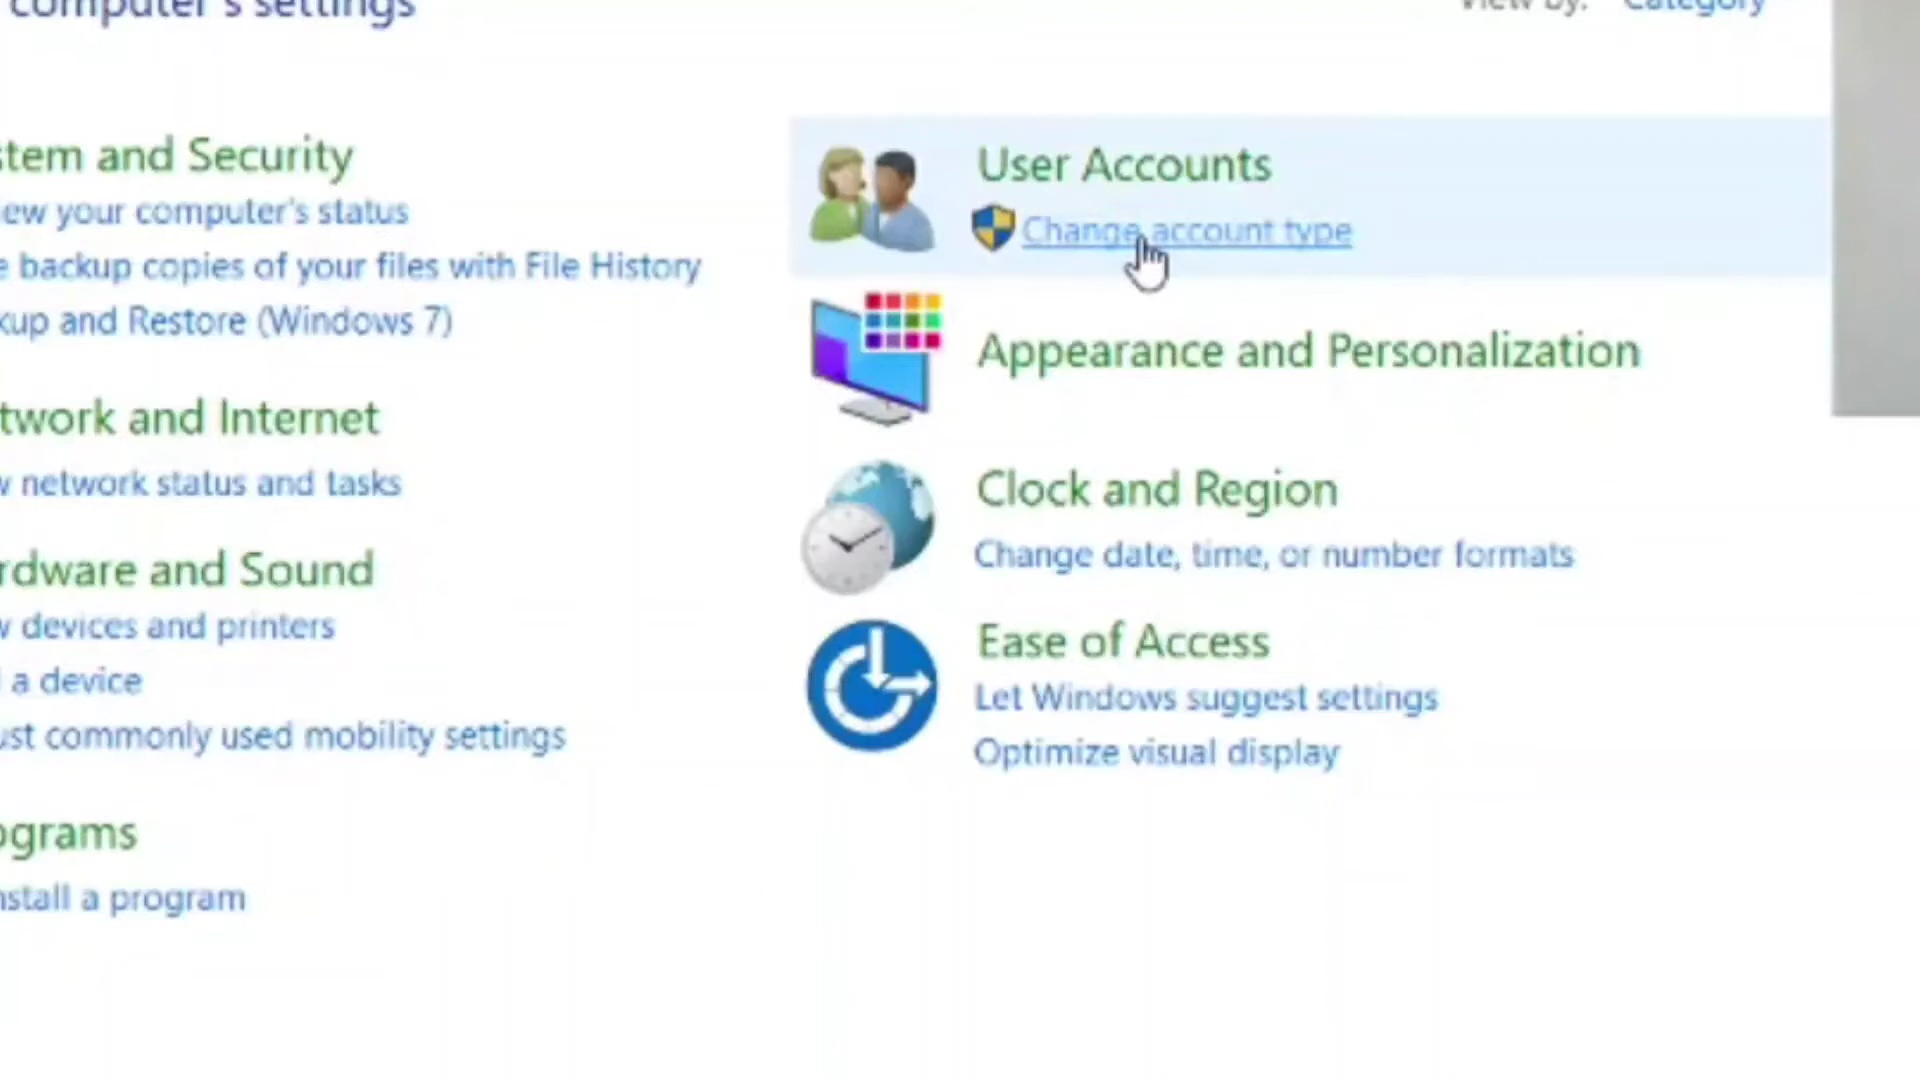 computer's settings
View by: Category
stem and Security
ew your computer's status
e backup copies of your files with File History
kup and Restore (Windows 7)
twork and Internet
w network status and tasks
rdware and Sound
w devices and printers
a device
ust commonly used mobility settings
ograms
nstall a program
User Accounts
Change account type
Appearance and Personalization
Clock and Region
Change date, time, or number formats
Ease of Access
Let Windows suggest settings
Optimize visual display